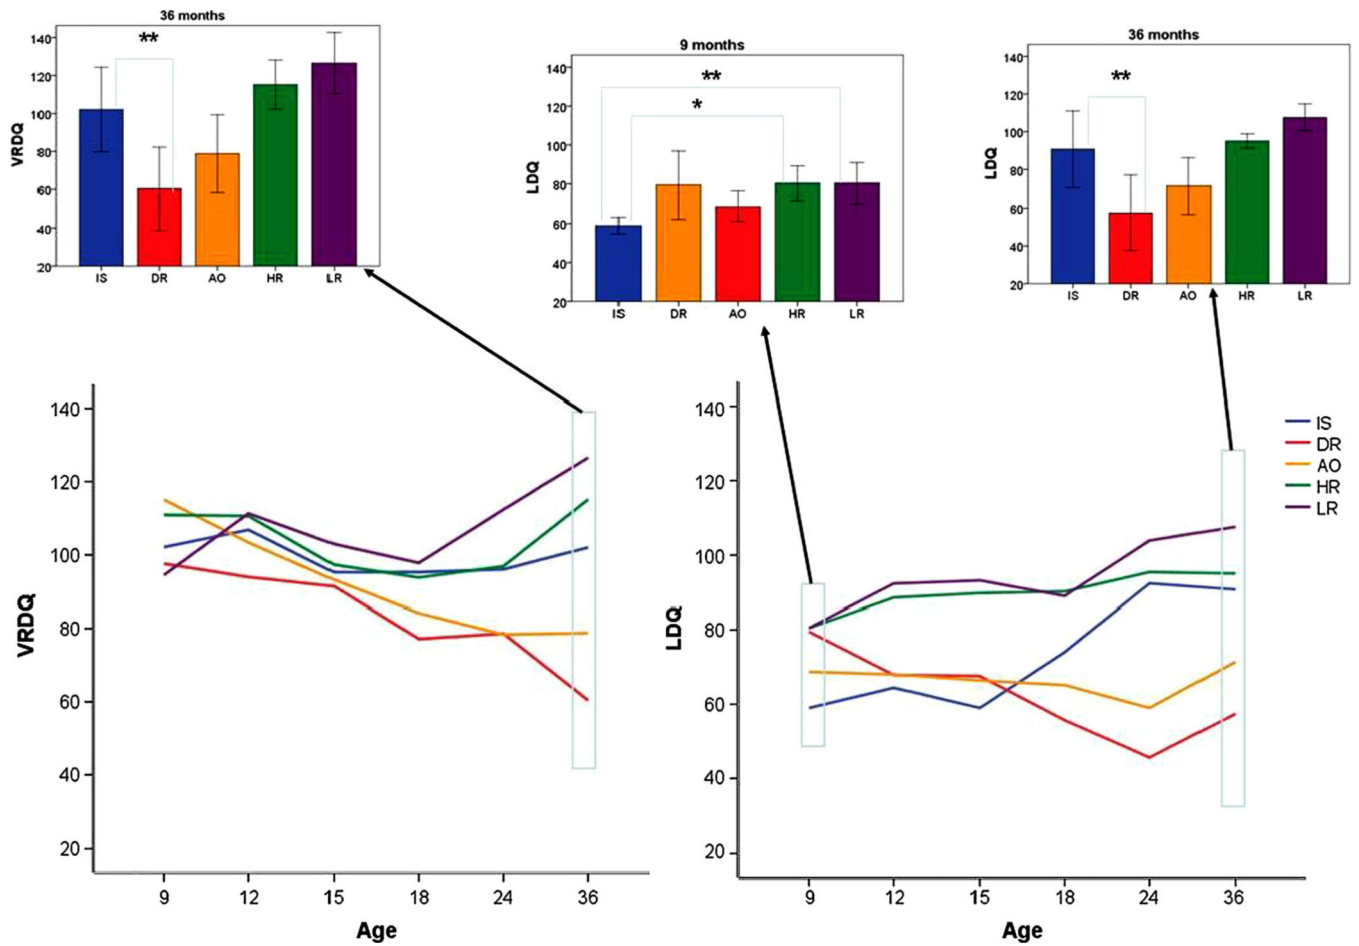 36 months
**
VRDQ
140
120
100
80
60
40
20
IS DR AO HR LR
9 months
**
*
LDQ
140
120
100
80
60
40
20
IS DR AO HR LR
36 months
**
LDQ
140
120
100
80
60
40
20
IS DR AO HR LR
VRDQ
140
120
100
80
60
40
20
9 12 15 18 24 36
Age
LDQ
140
120
100
80
60
40
20
9 12 15 18 24 36
Age
IS
DR
AO
HR
LR